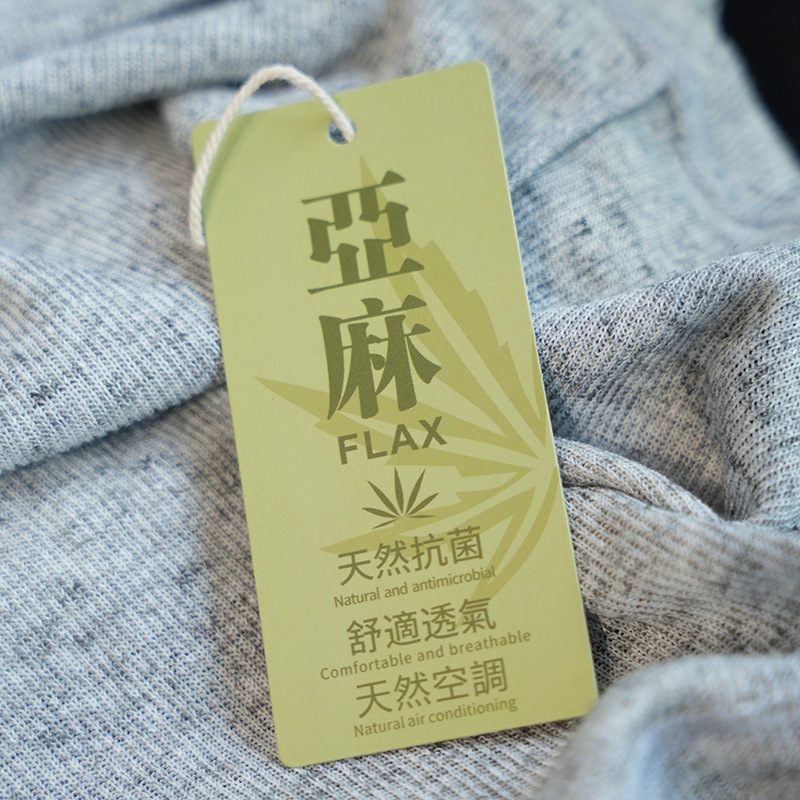 亞麻
FLAX
天然抗菌
Natural and antimicrobial
舒適透氣
Comfortable and breathable
天然空調
Natural air conditioning